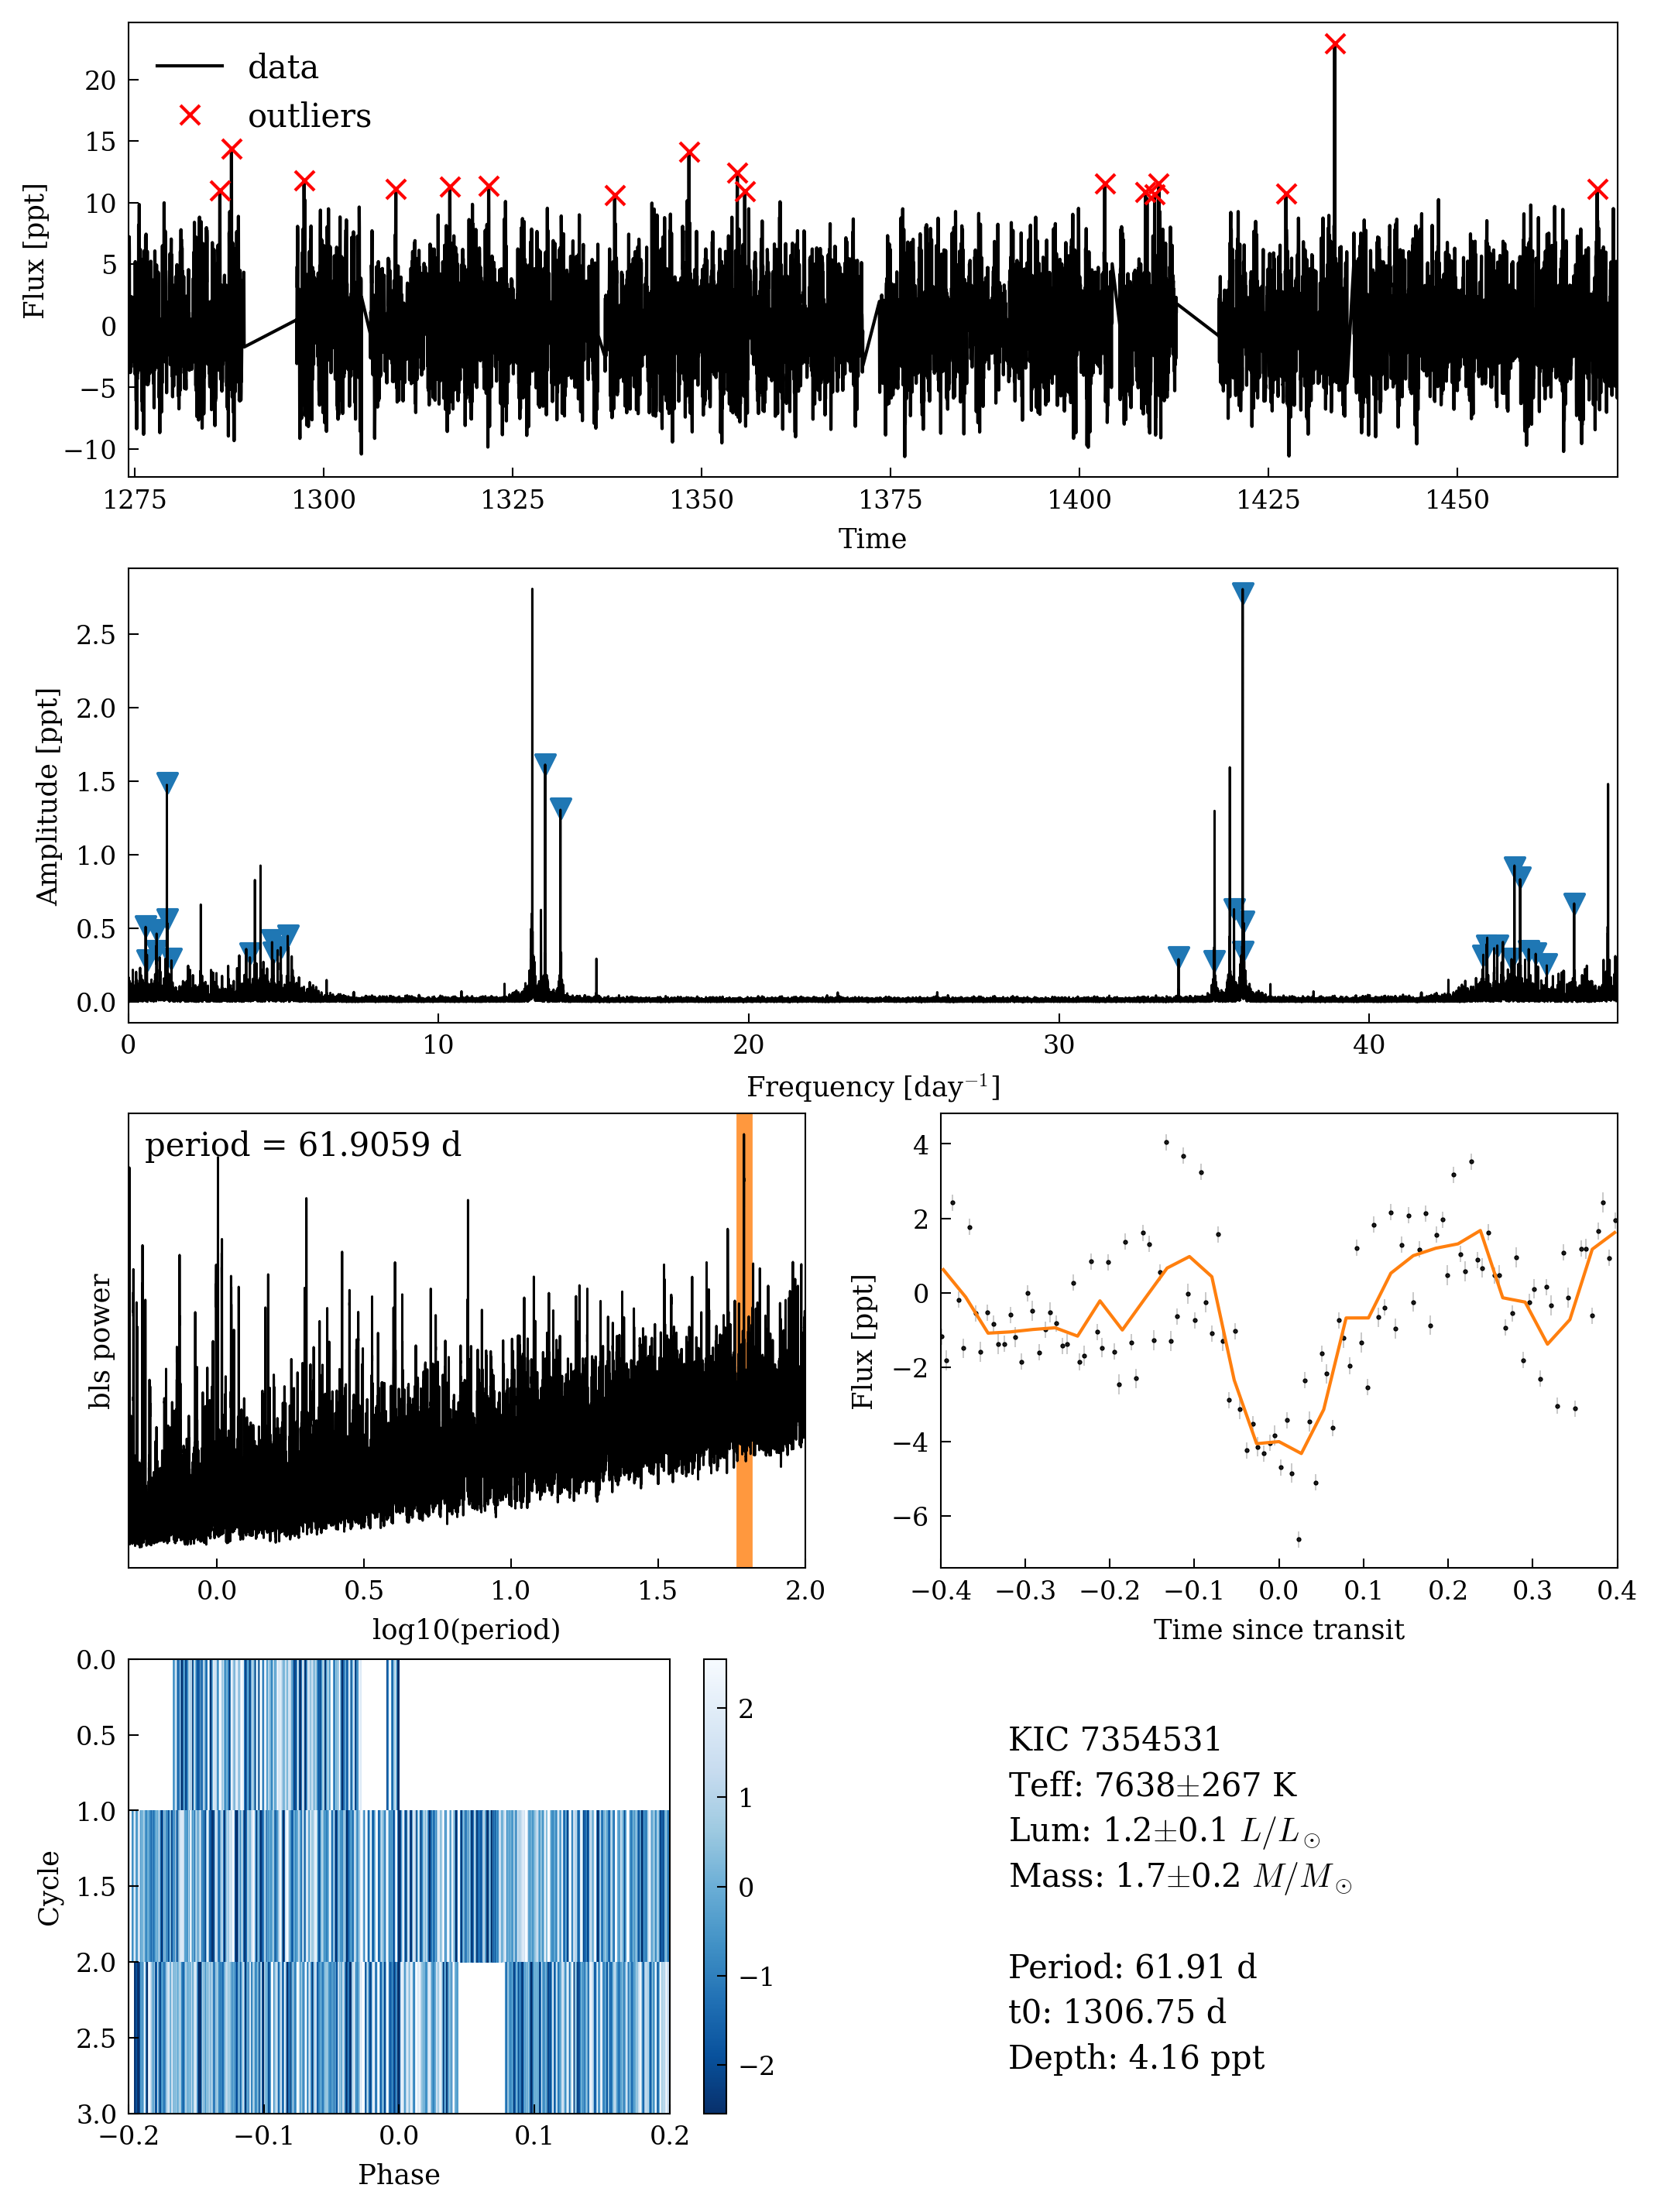 data
outliers
20
15
10
5
0
−5
−10
Flux [ppt]
1275 1300 1325 1350 1375 1400 1425 1450
Time
2.5
2.0
1.5
1.0
0.5
0.0
Amplitude [ppt]
0 10 20 30 40
Frequency [day⁻¹]
period = 61.9059 d
bls power
0.0 0.5 1.0 1.5 2.0
log10(period)
4
2
0
−2
−4
−6
Flux [ppt]
−0.4 −0.3 −0.2 −0.1 0.0 0.1 0.2 0.3 0.4
Time since transit
0.0
0.5
1.0
1.5
2.0
2.5
3.0
Cycle
−0.2 −0.1 0.0 0.1 0.2
Phase
2
1
0
−1
−2
KIC 7354531
Teff: 7638±267 K
Lum: 1.2±0.1 L/L⊙
Mass: 1.7±0.2 M/M⊙
Period: 61.91 d
t0: 1306.75 d
Depth: 4.16 ppt